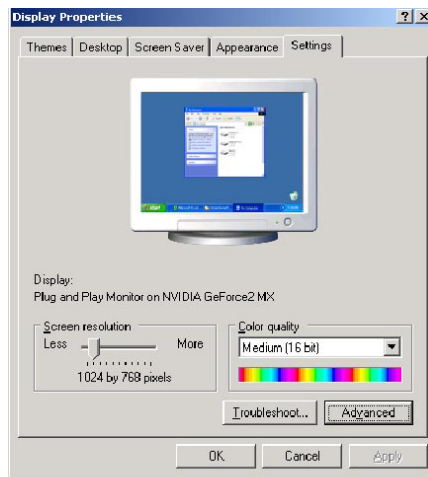 Display Properties
Themes Desktop Screen Saver Appearance Settings
Display:
Plug and Play Monitor on NVIDIA GeForce2 MX
Screen resolution
Less More
1024 by 768 pixels
Color quality
Medium (16 bit)
Troubleshoot... Advanced
OK Cancel Apply